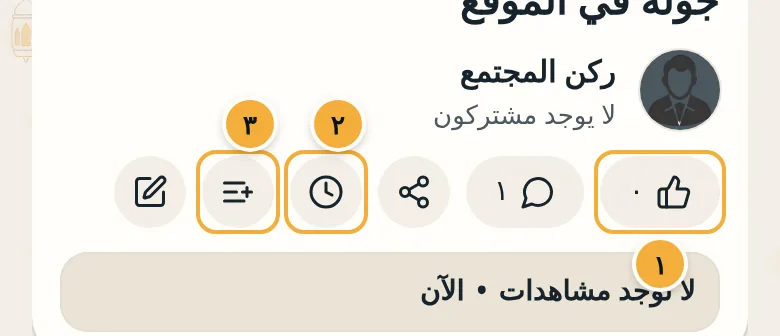 جولة في الموقع
ركن المجتمع
لا يوجد مشتركون
٢ ٣
٠ ١
١
لا توجد مشاهدات • الآن